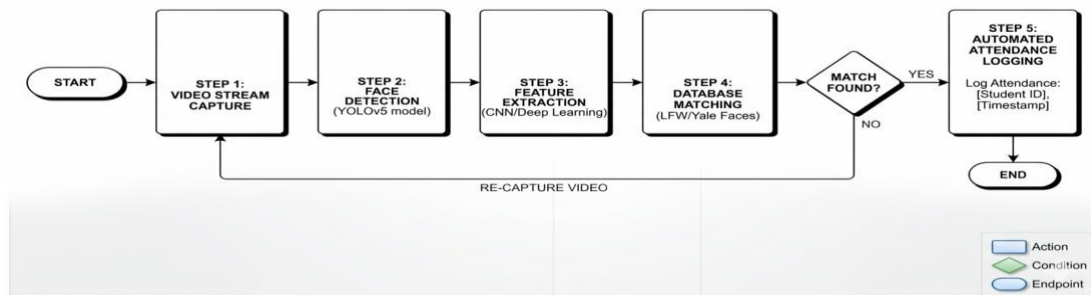 START
STEP 1:
VIDEO STREAM
CAPTURE
STEP 2:
FACE
DETECTION
(YOLOv5 model)
STEP 3:
FEATURE
EXTRACTION
(CNN/Deep Learning)
STEP 4:
DATABASE
MATCHING
(LFW/Yale Faces)
MATCH
FOUND?
YES
NO
STEP 5:
AUTOMATED
ATTENDANCE
LOGGING
Log Attendance:
[Student ID],
[Timestamp]
END
RE-CAPTURE VIDEO
Action
Condition
Endpoint